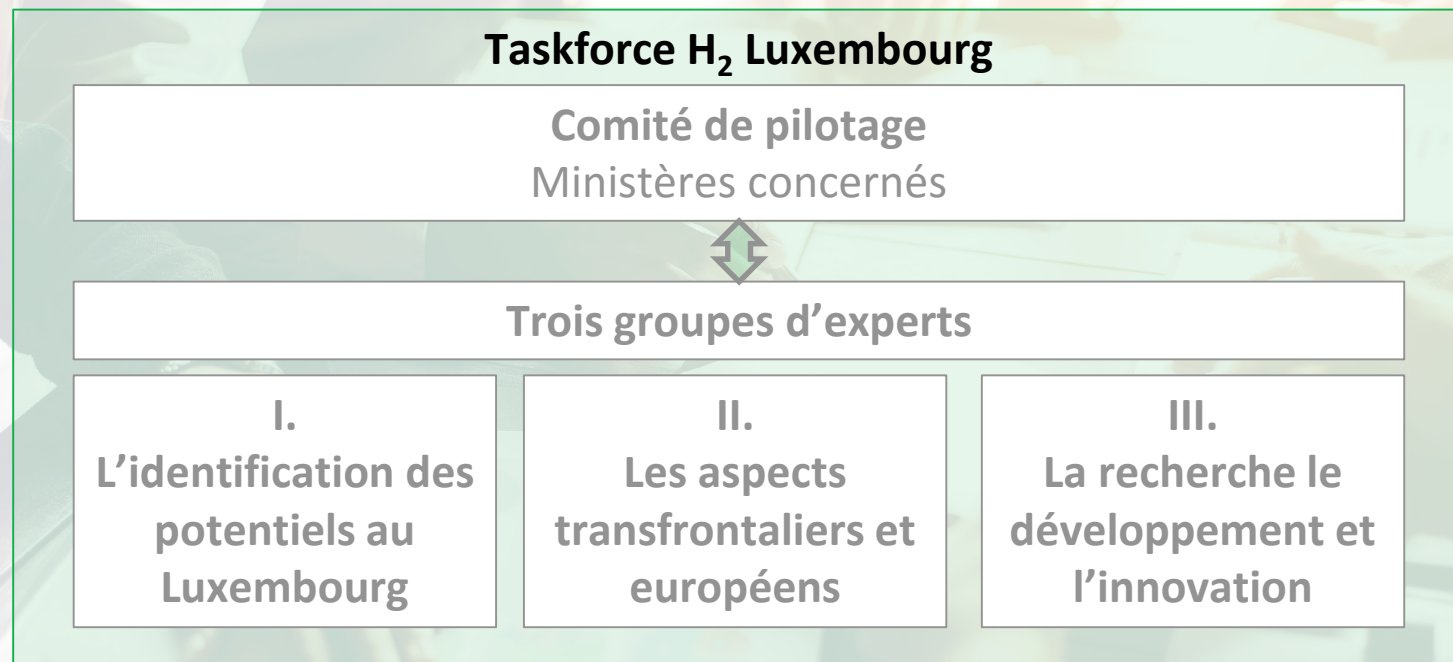 Taskforce H₂ Luxembourg
Comité de pilotage
Ministères concernés
Trois groupes d’experts
I.
L’identification des
potentiels au
Luxembourg
II.
Les aspects
transfrontaliers et
européens
III.
La recherche le
développement et
l’innovation